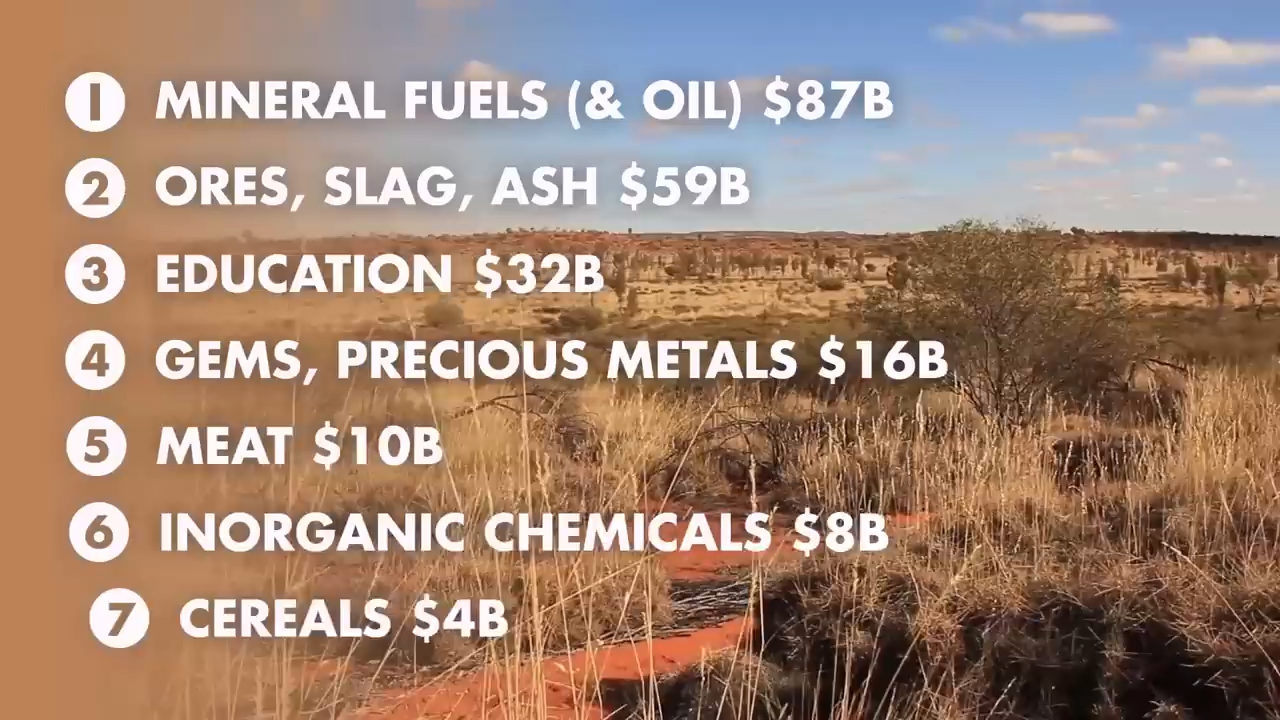 1 MINERAL FUELS (& OIL) $87B
2 ORES, SLAG, ASH $59B
3 EDUCATION $32B
4 GEMS, PRECIOUS METALS $16B
5 MEAT $10B
6 INORGANIC CHEMICALS $8B
7 CEREALS $4B